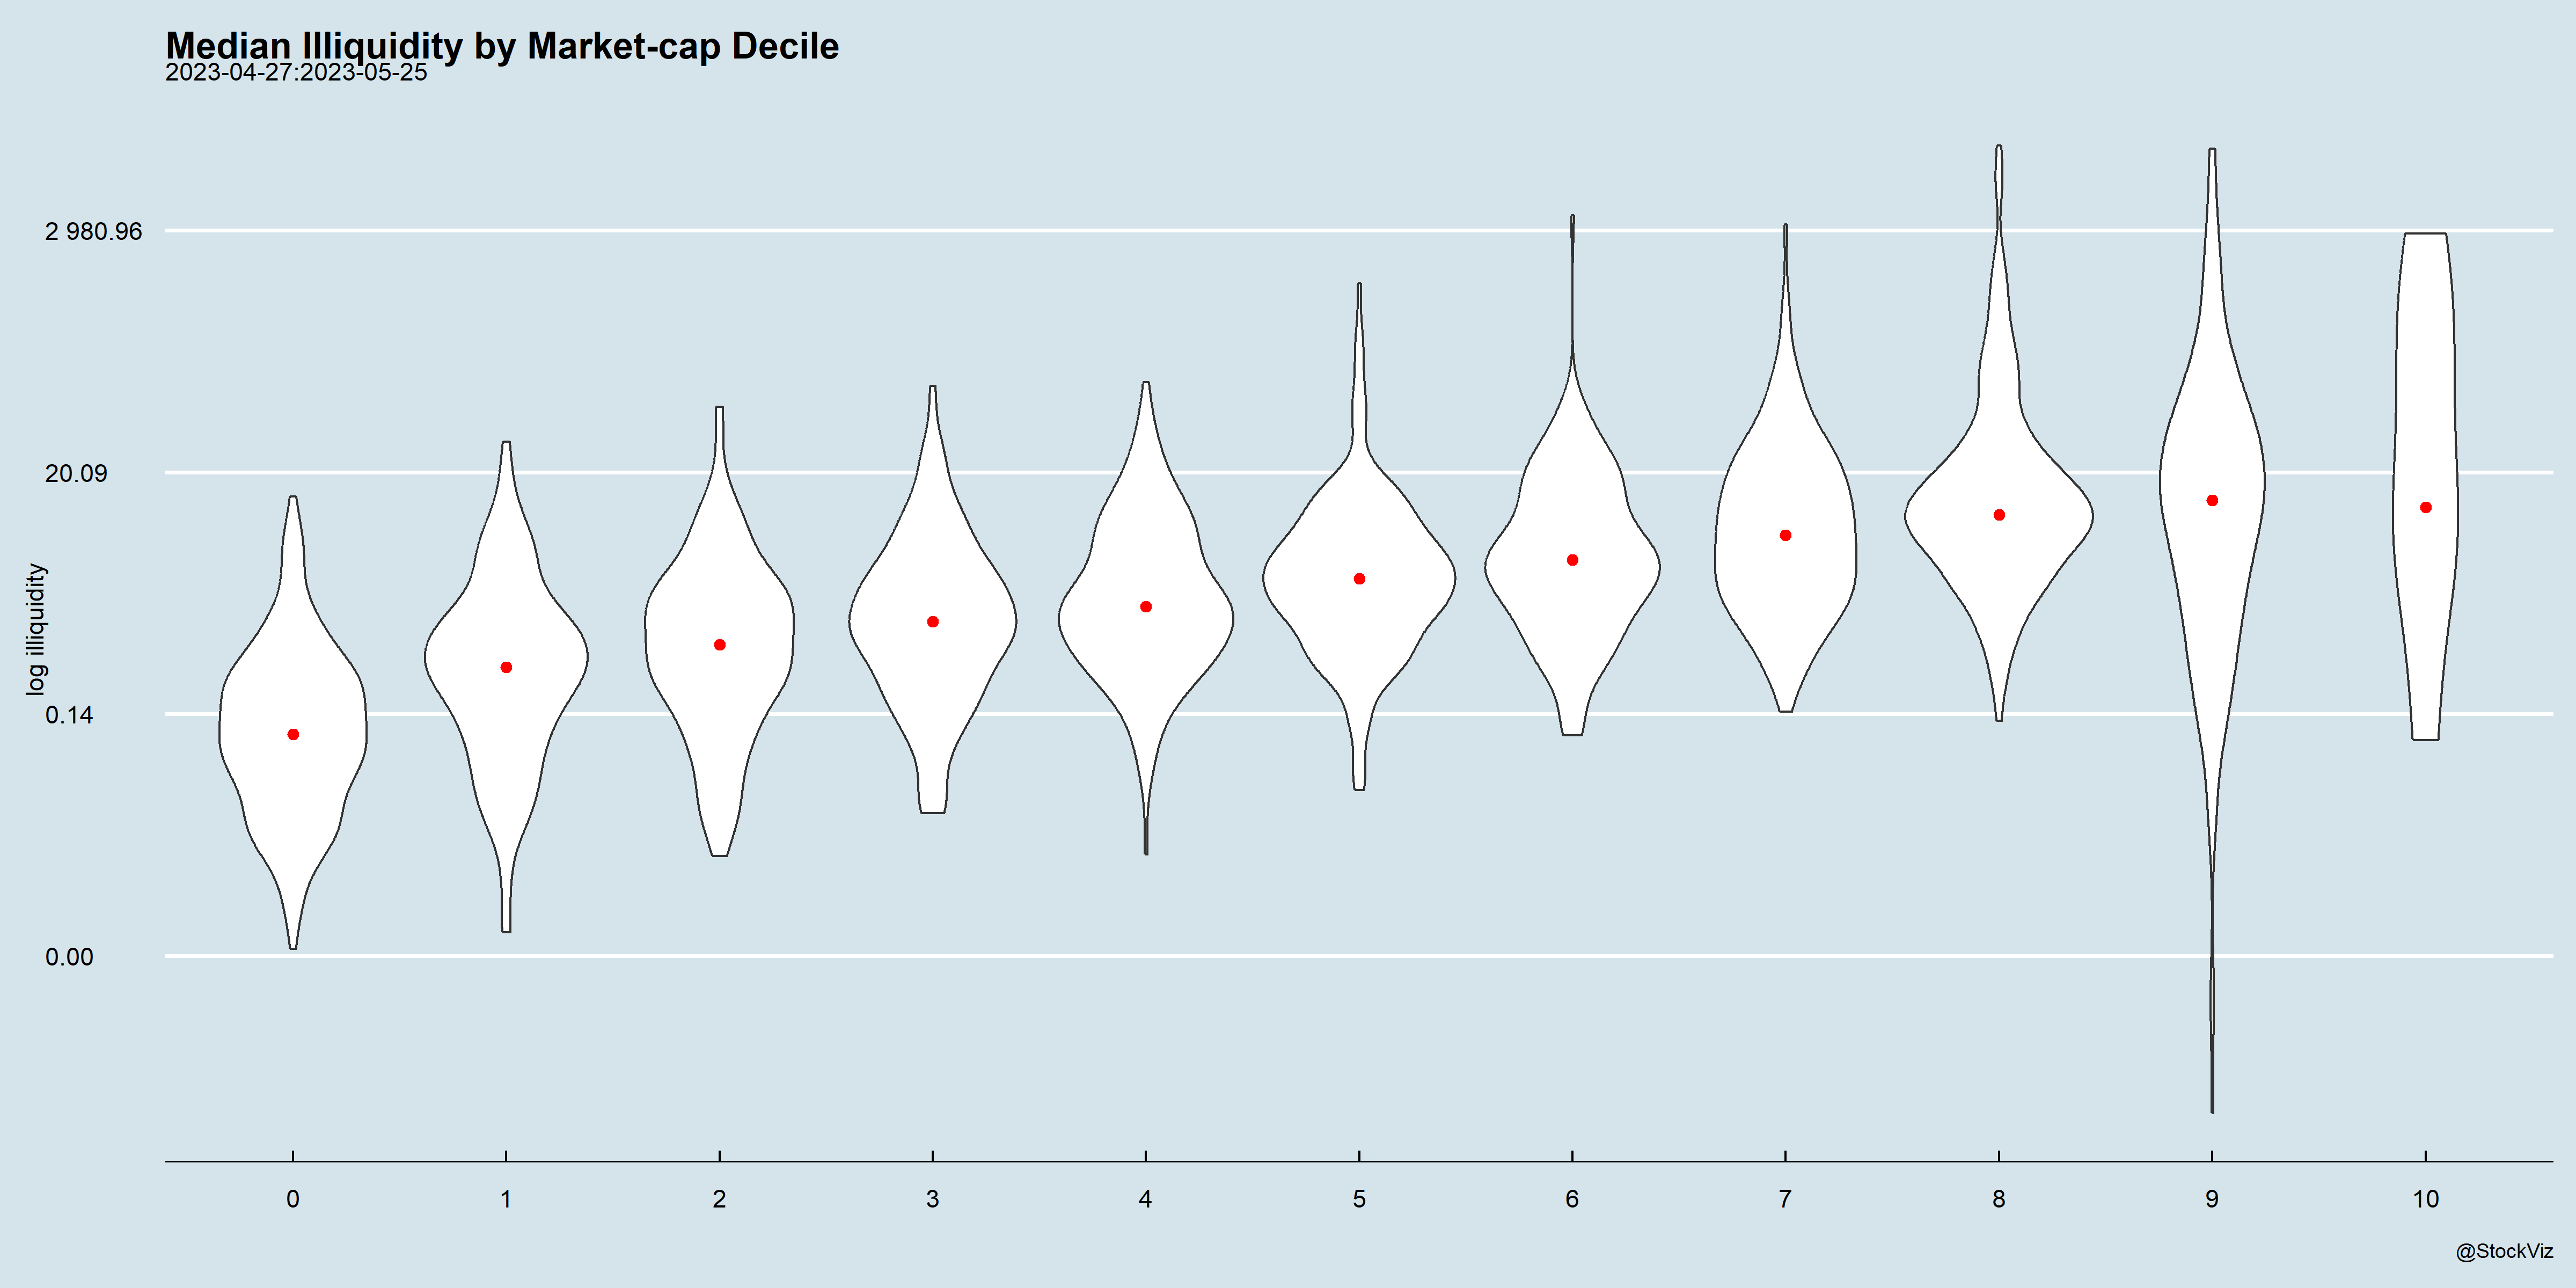 Median Illiquidity by Market-cap Decile
2023-04-27:2023-05-25
2 980.96
20.09
0.14
0.00
log illiquidity
0 1 2 3 4 5 6 7 8 9 10
@StockViz